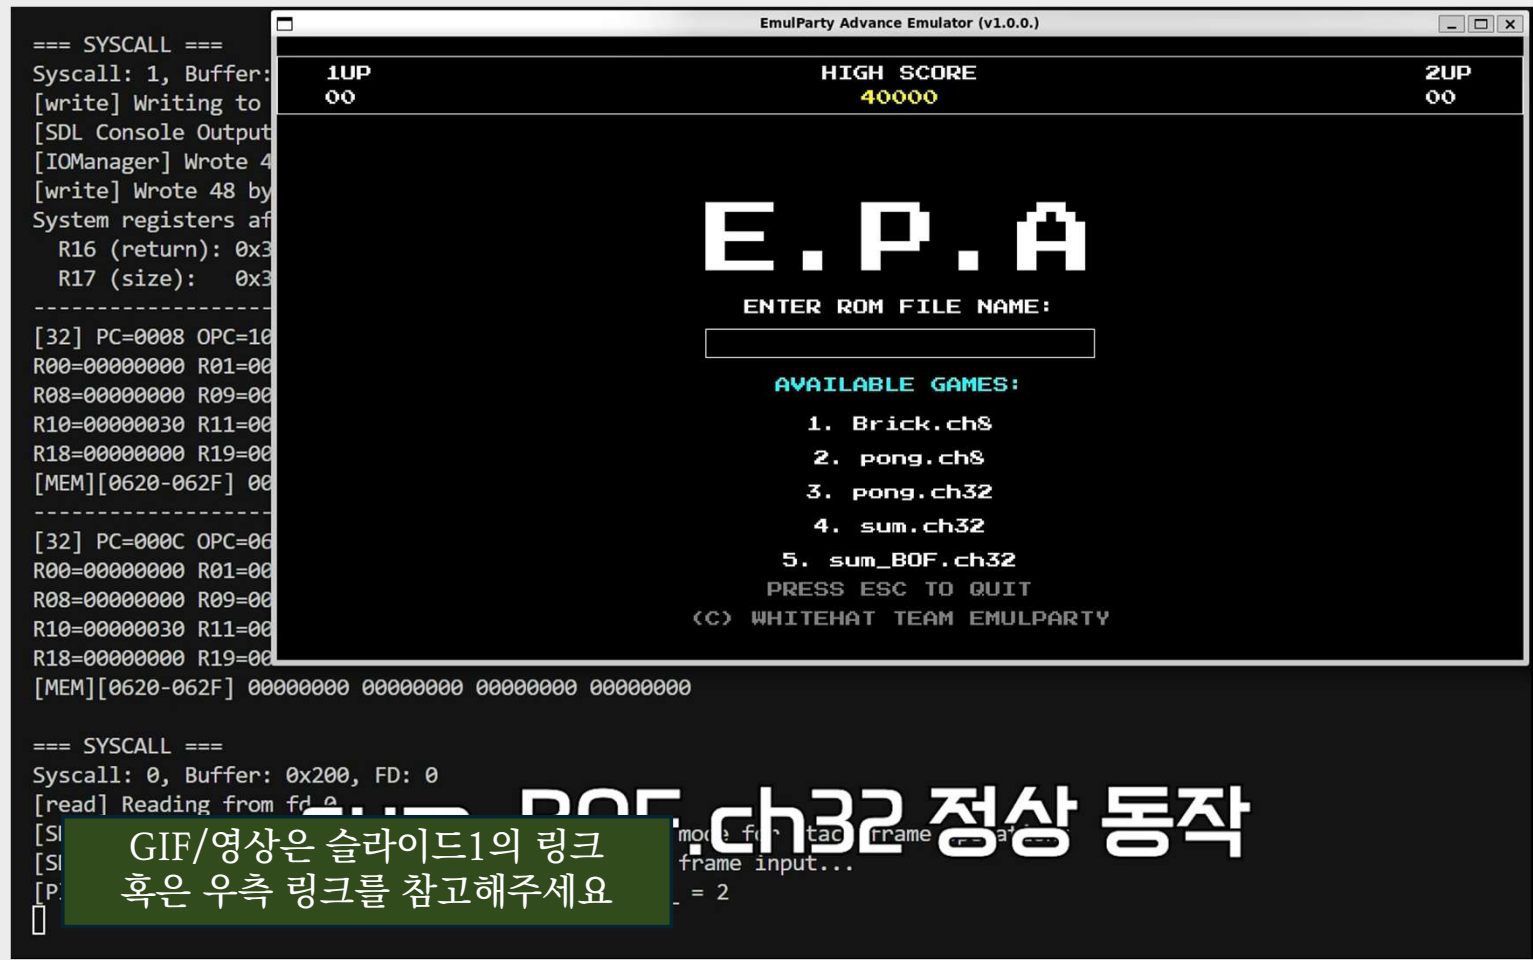 === SYSCALL ===
Syscall: 1, Buffer:
[write] Writing to
[SDL Console Output
[IOManager] Wrote 4
[write] Wrote 48 by
System registers af
R16 (return): 0x3
R17 (size): 0x3
--------------------
[32] PC=0008 OPC=10
R00=00000000 R01=00
R08=00000000 R09=00
R10=00000030 R11=00
R18=00000000 R19=00
[MEM][0620-062F] 00
--------------------
[32] PC=000C OPC=06
R00=00000000 R01=00
R08=00000000 R09=00
R10=00000030 R11=00
R18=00000000 R19=00
[MEM][0620-062F] 00000000 00000000 00000000 00000000
=== SYSCALL ===
Syscall: 0, Buffer: 0x200, FD: 0
[read] Reading from fd 0
frame input...
= 2
EmulParty Advance Emulator (v1.0.0.)
1UP HIGH SCORE 2UP
00 40000 00
E.P.A
ENTER ROM FILE NAME:
AVAILABLE GAMES:
1. Brick.ch8
2. pong.ch8
3. pong.ch32
4. sum.ch32
5. sum_BOF.ch32
PRESS ESC TO QUIT
(C) WHITEHAT TEAM EMULPARTY
BOF.ch32 정상 동작
GIF/영상은 슬라이드1의 링크
혹은 우측 링크를 참고해주세요